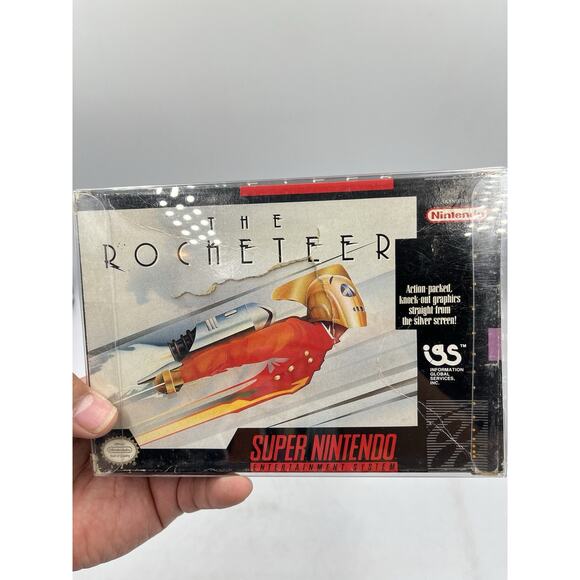 THE
ROCKETEER
Nintendo
Action-packed,
knock-out graphics
straight from
the silver screen!
igs™
INFORMATION
GLOBAL
SERVICES,
INC.
SUPER NINTENDO
ENTERTAINMENT SYSTEM